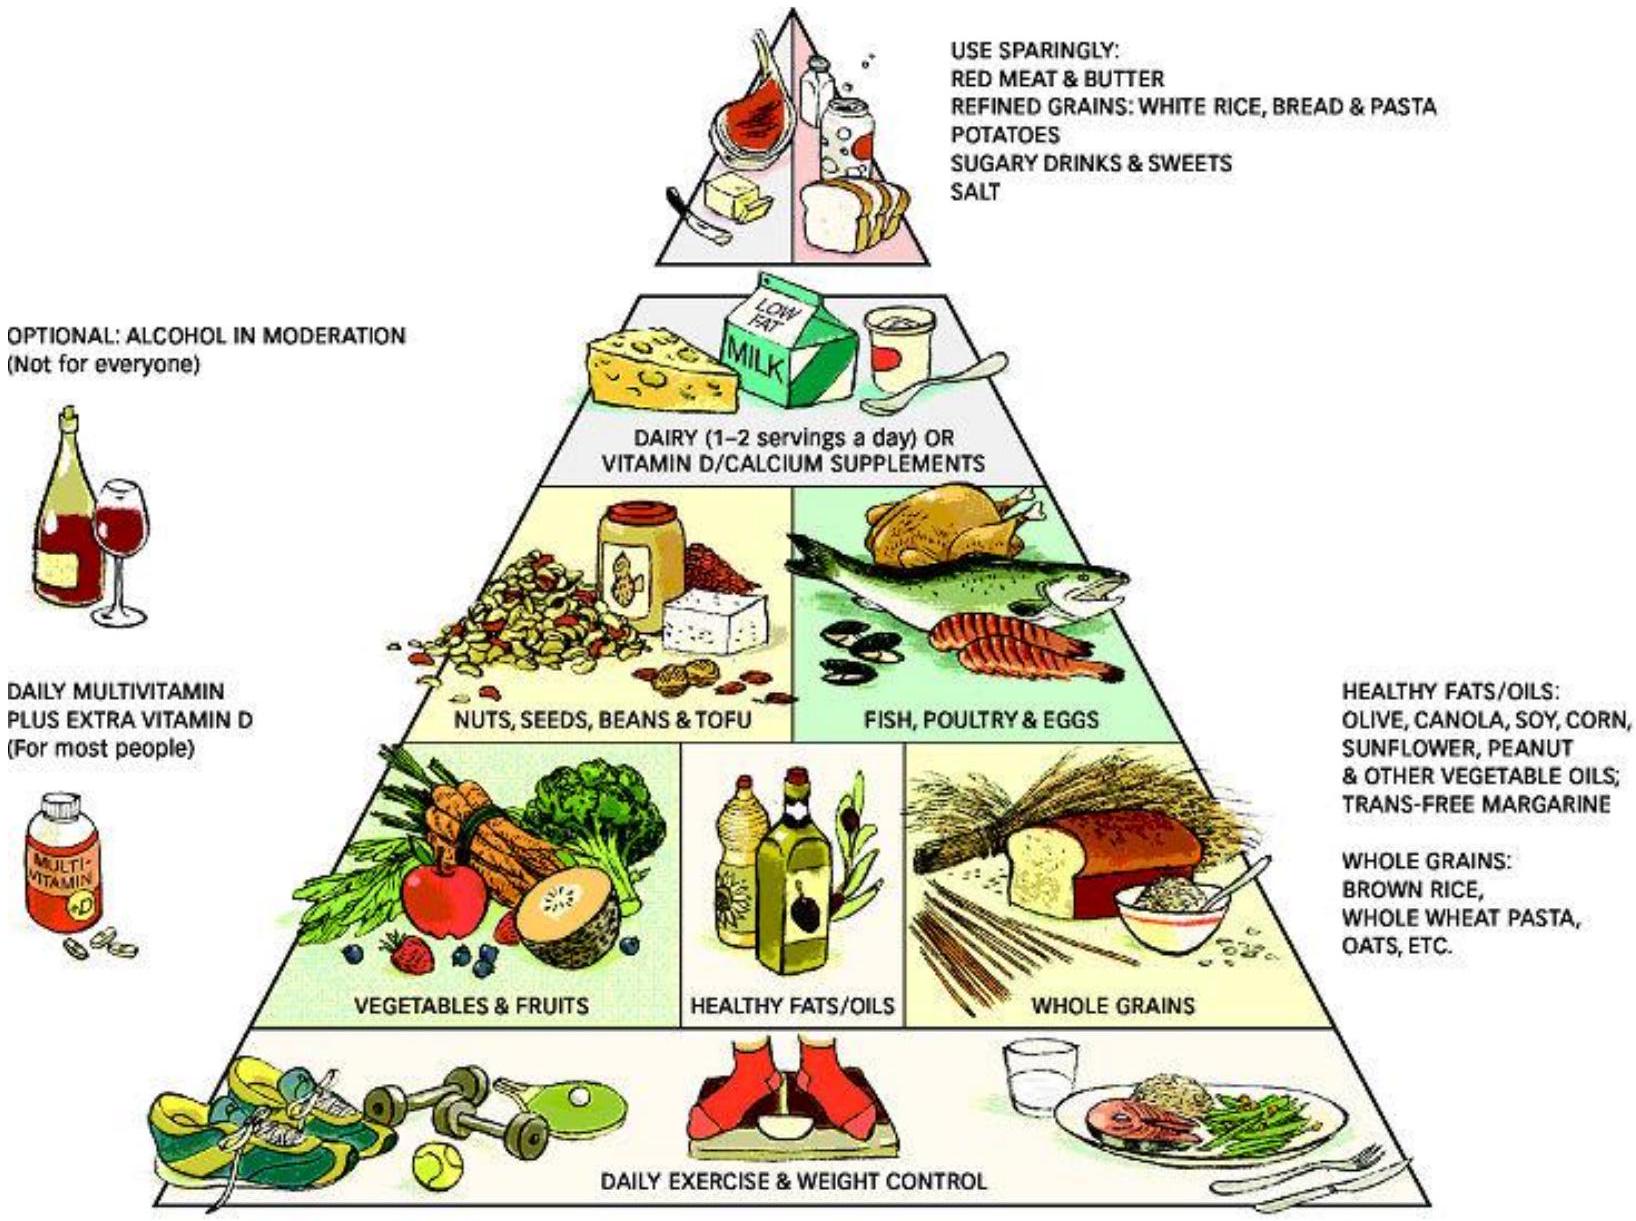 USE SPARINGLY:
RED MEAT & BUTTER
REFINED GRAINS: WHITE RICE, BREAD & PASTA
POTATOES
SUGARY DRINKS & SWEETS
SALT
OPTIONAL: ALCOHOL IN MODERATION
(Not for everyone)
LOW
FAT
MILK
DAIRY (1–2 servings a day) OR
VITAMIN D/CALCIUM SUPPLEMENTS
NUTS, SEEDS, BEANS & TOFU
FISH, POULTRY & EGGS
DAILY MULTIVITAMIN
PLUS EXTRA VITAMIN D
(For most people)
MULTI-
VITAMIN
+D
HEALTHY FATS/OILS:
OLIVE, CANOLA, SOY, CORN,
SUNFLOWER, PEANUT
& OTHER VEGETABLE OILS;
TRANS-FREE MARGARINE
WHOLE GRAINS:
BROWN RICE,
WHOLE WHEAT PASTA,
OATS, ETC.
VEGETABLES & FRUITS
HEALTHY FATS/OILS
WHOLE GRAINS
DAILY EXERCISE & WEIGHT CONTROL